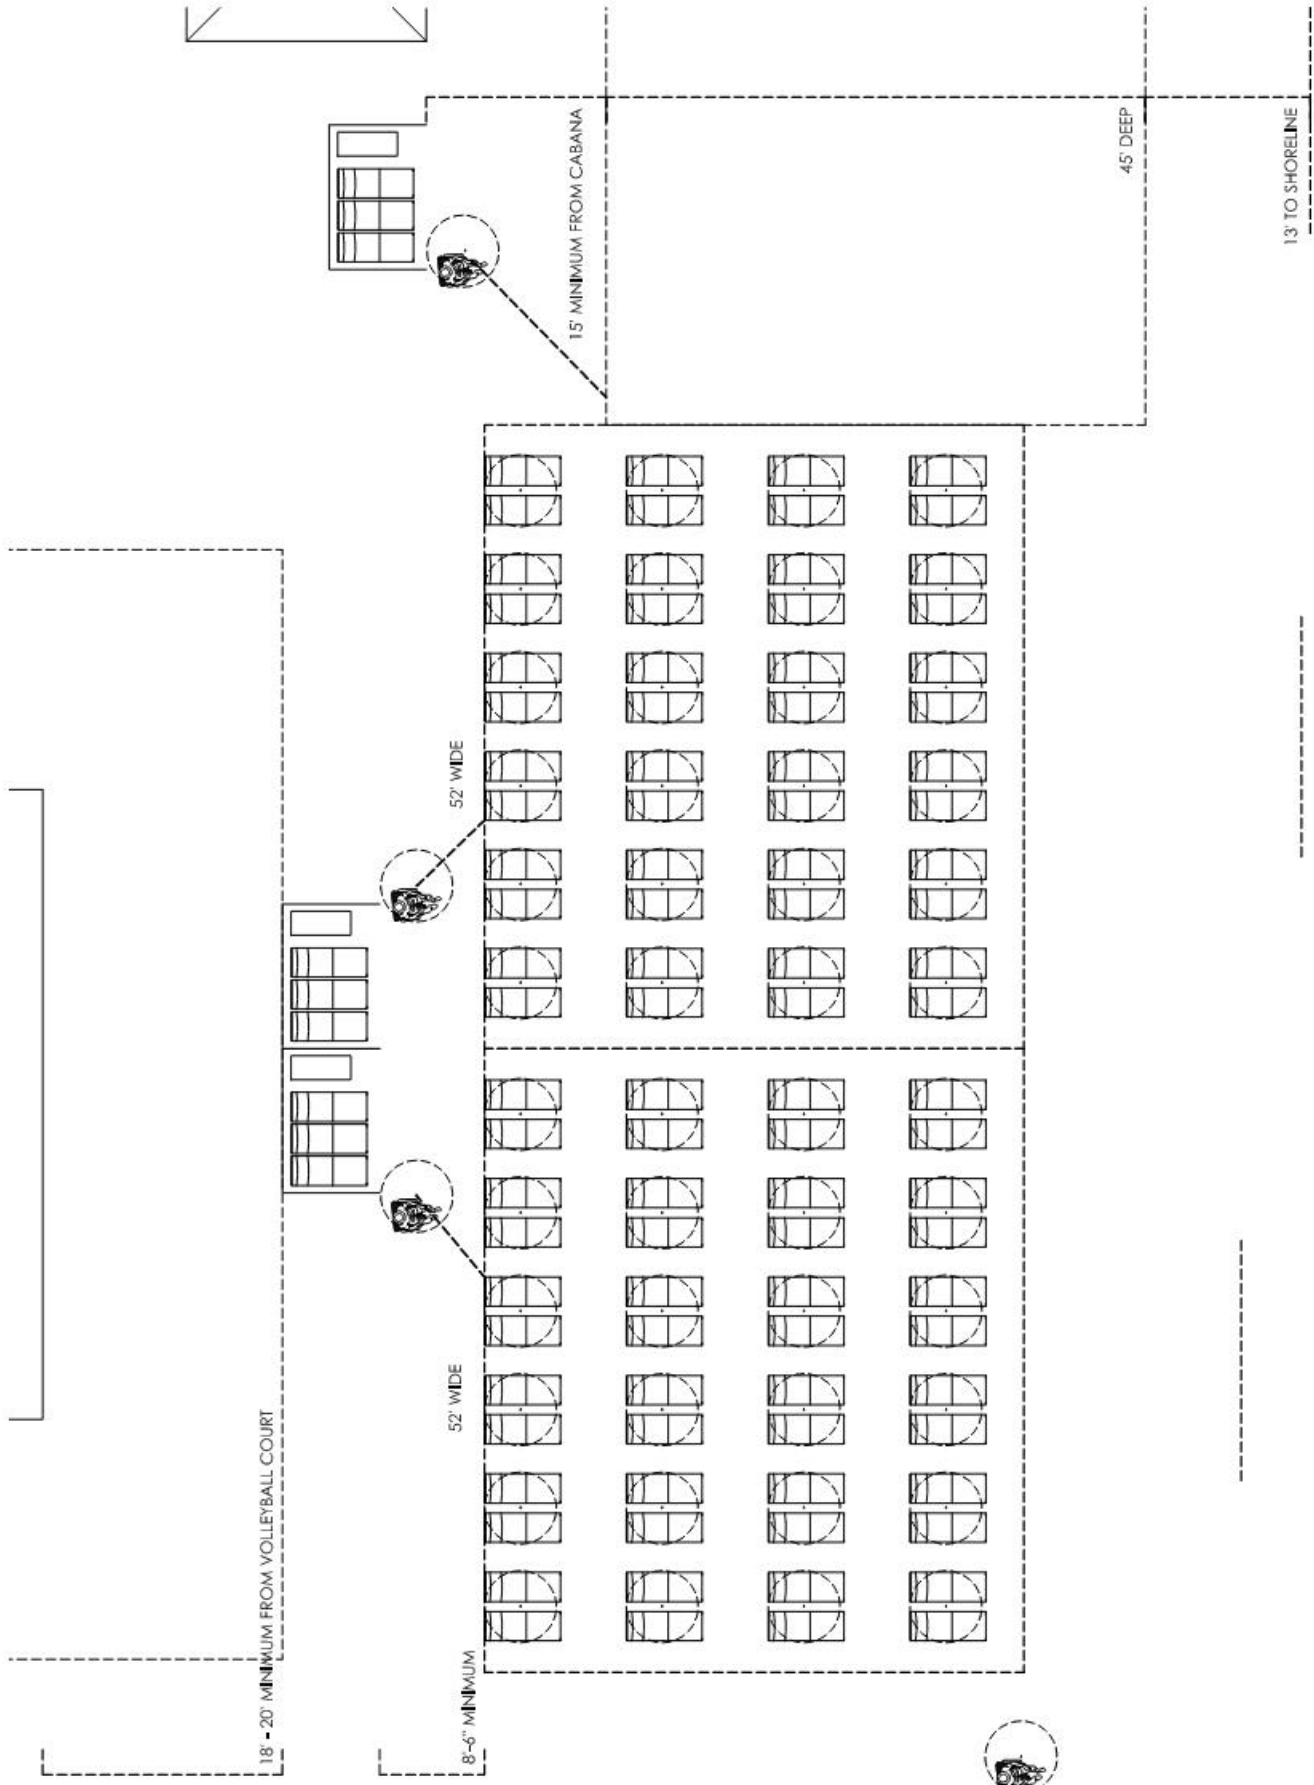 15' MINIMUM FROM CABANA
45' DEEP
13' TO SHORELINE
52' WIDE
52' WIDE
18' - 20' MINIMUM FROM VOLLEYBALL COURT
8'-6" MINIMUM